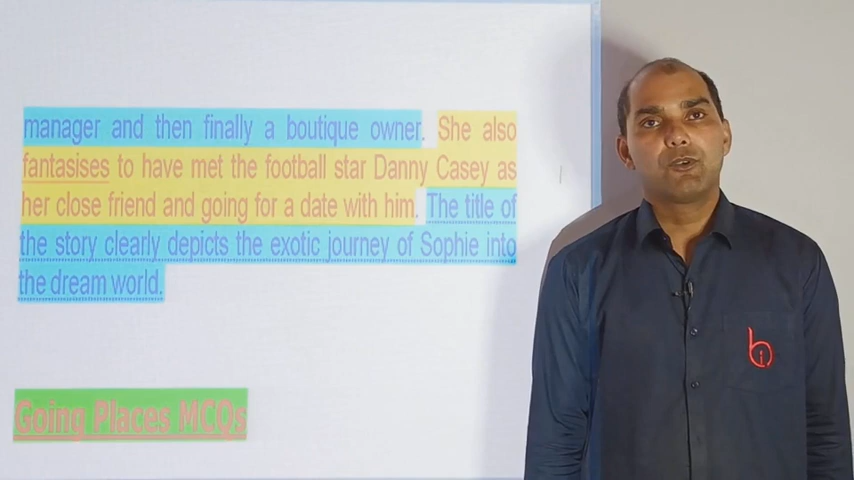 manager and then finally a boutique owner. She also
fantasises to have met the football star Danny Casey as
her close friend and going for a date with him. The title of
the story clearly depicts the exotic journey of Sophie into
the dream world.
Going Places MCQs
bi